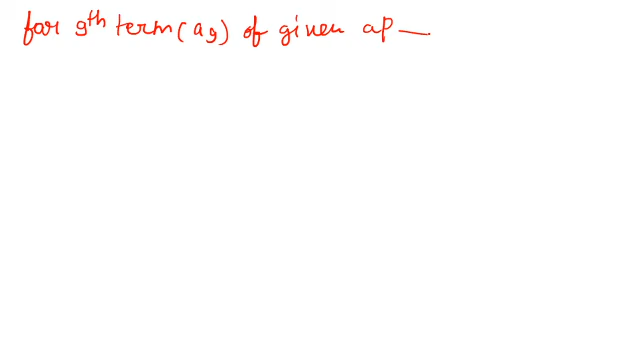 for 9th term (a9) of given aP —